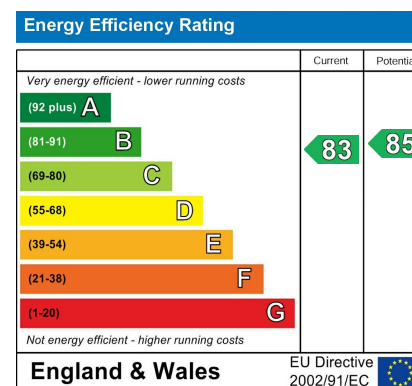 Energy Efficiency Rating
Current Potentia
Very energy efficient - lower running costs
(92 plus) A
(81-91) B
83 85
(69-80) C
(55-68) D
(39-54) E
(21-38) F
(1-20) G
Not energy efficient - higher running costs
England & Wales
EU Directive
2002/91/EC